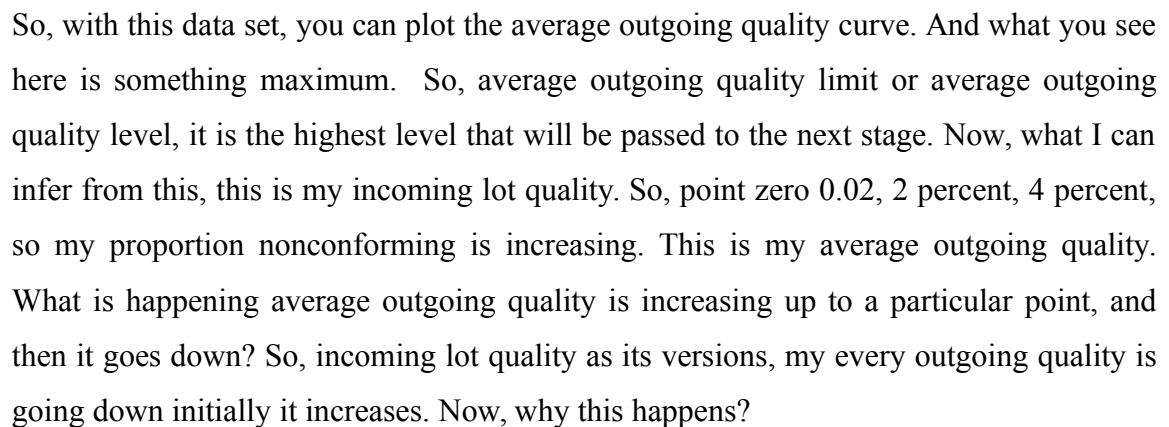 So, with this data set, you can plot the average outgoing quality curve. And what you see
here is something maximum. So, average outgoing quality limit or average outgoing
quality level, it is the highest level that will be passed to the next stage. Now, what I can
infer from this, this is my incoming lot quality. So, point zero 0.02, 2 percent, 4 percent,
so my proportion nonconforming is increasing. This is my average outgoing quality.
What is happening average outgoing quality is increasing up to a particular point, and
then it goes down? So, incoming lot quality as its versions, my every outgoing quality is
going down initially it increases. Now, why this happens?